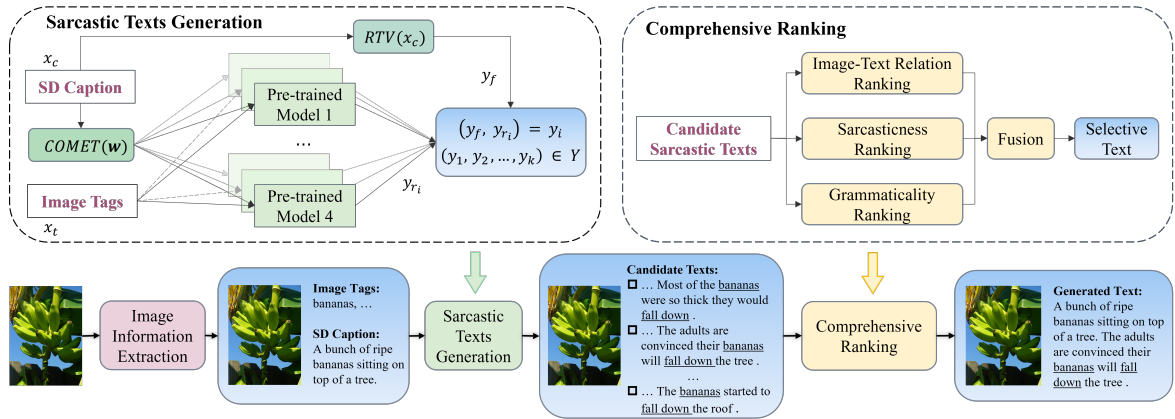 Sarcastic Texts Generation
x_c
SD Caption
RTV(x_c)
y_f
COMET(w)
Pre-trained
Model 1
...
Pre-trained
Model 4
Image Tags
x_t
y_{r_i}
(y_f, y_{r_i}) = y_i
(y_1, y_2, ..., y_k) ∈ Y
Comprehensive Ranking
Candidate
Sarcastic Texts
Image-Text Relation
Ranking
Sarcasticness
Ranking
Grammaticality
Ranking
Fusion
Selective
Text
Image
Information
Extraction
Image Tags:
bananas, …
SD Caption:
A bunch of ripe
bananas sitting on
top of a tree.
Sarcastic
Texts
Generation
Candidate Texts:
… Most of the bananas
were so thick they would
fall down .
… The adults are
convinced their bananas
will fall down the tree .
…
… The bananas started to
fall down the roof .
Comprehensive
Ranking
Generated Text:
A bunch of ripe
bananas sitting on top
of a tree. The adults
are convinced their
bananas will fall
down the tree .